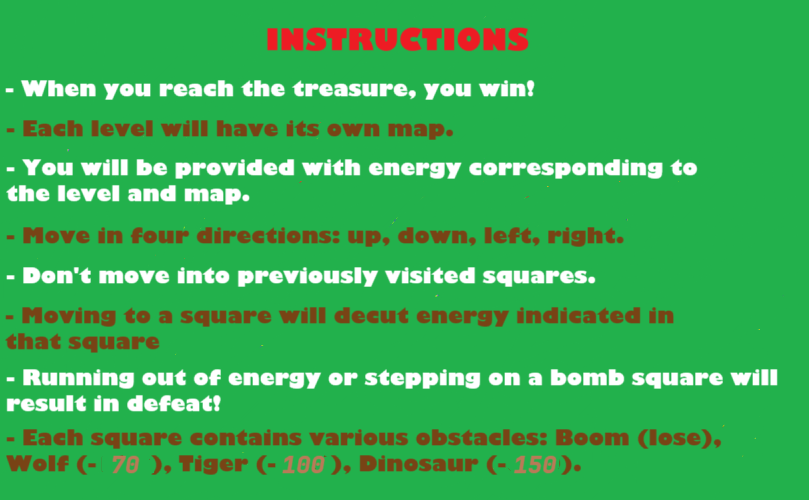 INSTRUCTIONS
- When you reach the treasure, you win!
- Each level will have its own map.
- You will be provided with energy corresponding to
the level and map.
- Move in four directions: up, down, left, right.
- Don't move into previously visited squares.
- Moving to a square will decut energy indicated in
that square
- Running out of energy or stepping on a bomb square will
result in defeat!
- Each square contains various obstacles: Boom (lose),
Wolf (- 70 ), Tiger (- 100 ), Dinosaur (- 150 ).